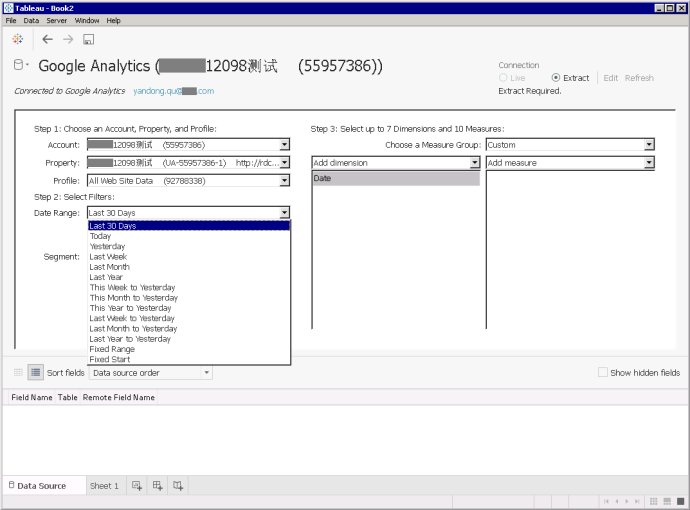 Tableau - Book2
File Data Server Window Help
Google Analytics (12098测试 (55957386))
Connection
Live Extract Edit Refresh
Connected to Google Analytics yandong.qu@.com
Extract Required.
Step 1: Choose an Account, Property, and Profile:
Account: 12098测试 (55957386)
Property: 12098测试 (UA-55957386-1) http://rdc...
Profile: All Web Site Data (92788338)
Step 2: Select Filters:
Date Range: Last 30 Days
Last 30 Days
Today
Yesterday
Segment: Last Week
Last Month
Last Year
This Week to Yesterday
This Month to Yesterday
This Year to Yesterday
Last Week to Yesterday
Last Month to Yesterday
Last Year to Yesterday
Fixed Range
Fixed Start
Step 3: Select up to 7 Dimensions and 10 Measures:
Choose a Measure Group: Custom
Add dimension Add measure
Date
Sort fields Data source order Show hidden fields
Field Name Table Remote Field Name
Data Source Sheet 1